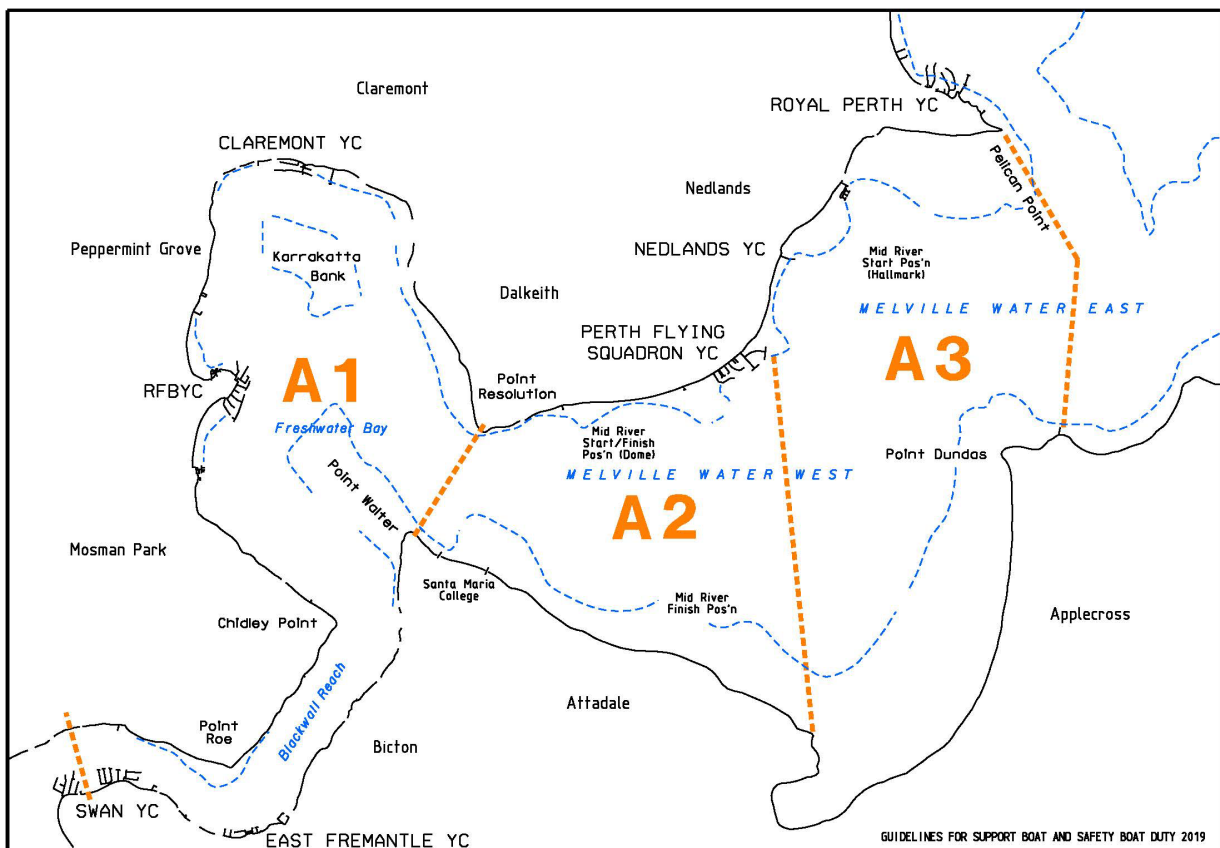 Claremont
ROYAL PERTH YC
CLAREMONT YC
Pelican Point
Nedlands
Peppermint Grove
Karrakatta
Bank
NEDLANDS YC
Mid River
Start Pos'n
(Hallmark)
Dalkeith
MELVILLE WATER EAST
PERTH FLYING
SQUADRON YC
A3
A1
Point
Resolution
RFBYC
Freshwater Bay
Mid River
Start/Finish
Pos'n (Dome)
Point Dundas
MELVILLE WATER WEST
Point Walter
A2
Mosman Park
Santa Maria
College
Mid River
Finish Pos'n
Applecross
Chidley Point
Blackwall Reach
Attadale
Point
Roe
Bicton
SWAN YC
EAST FREMANTLE YC
GUIDELINES FOR SUPPORT BOAT AND SAFETY BOAT DUTY 2019